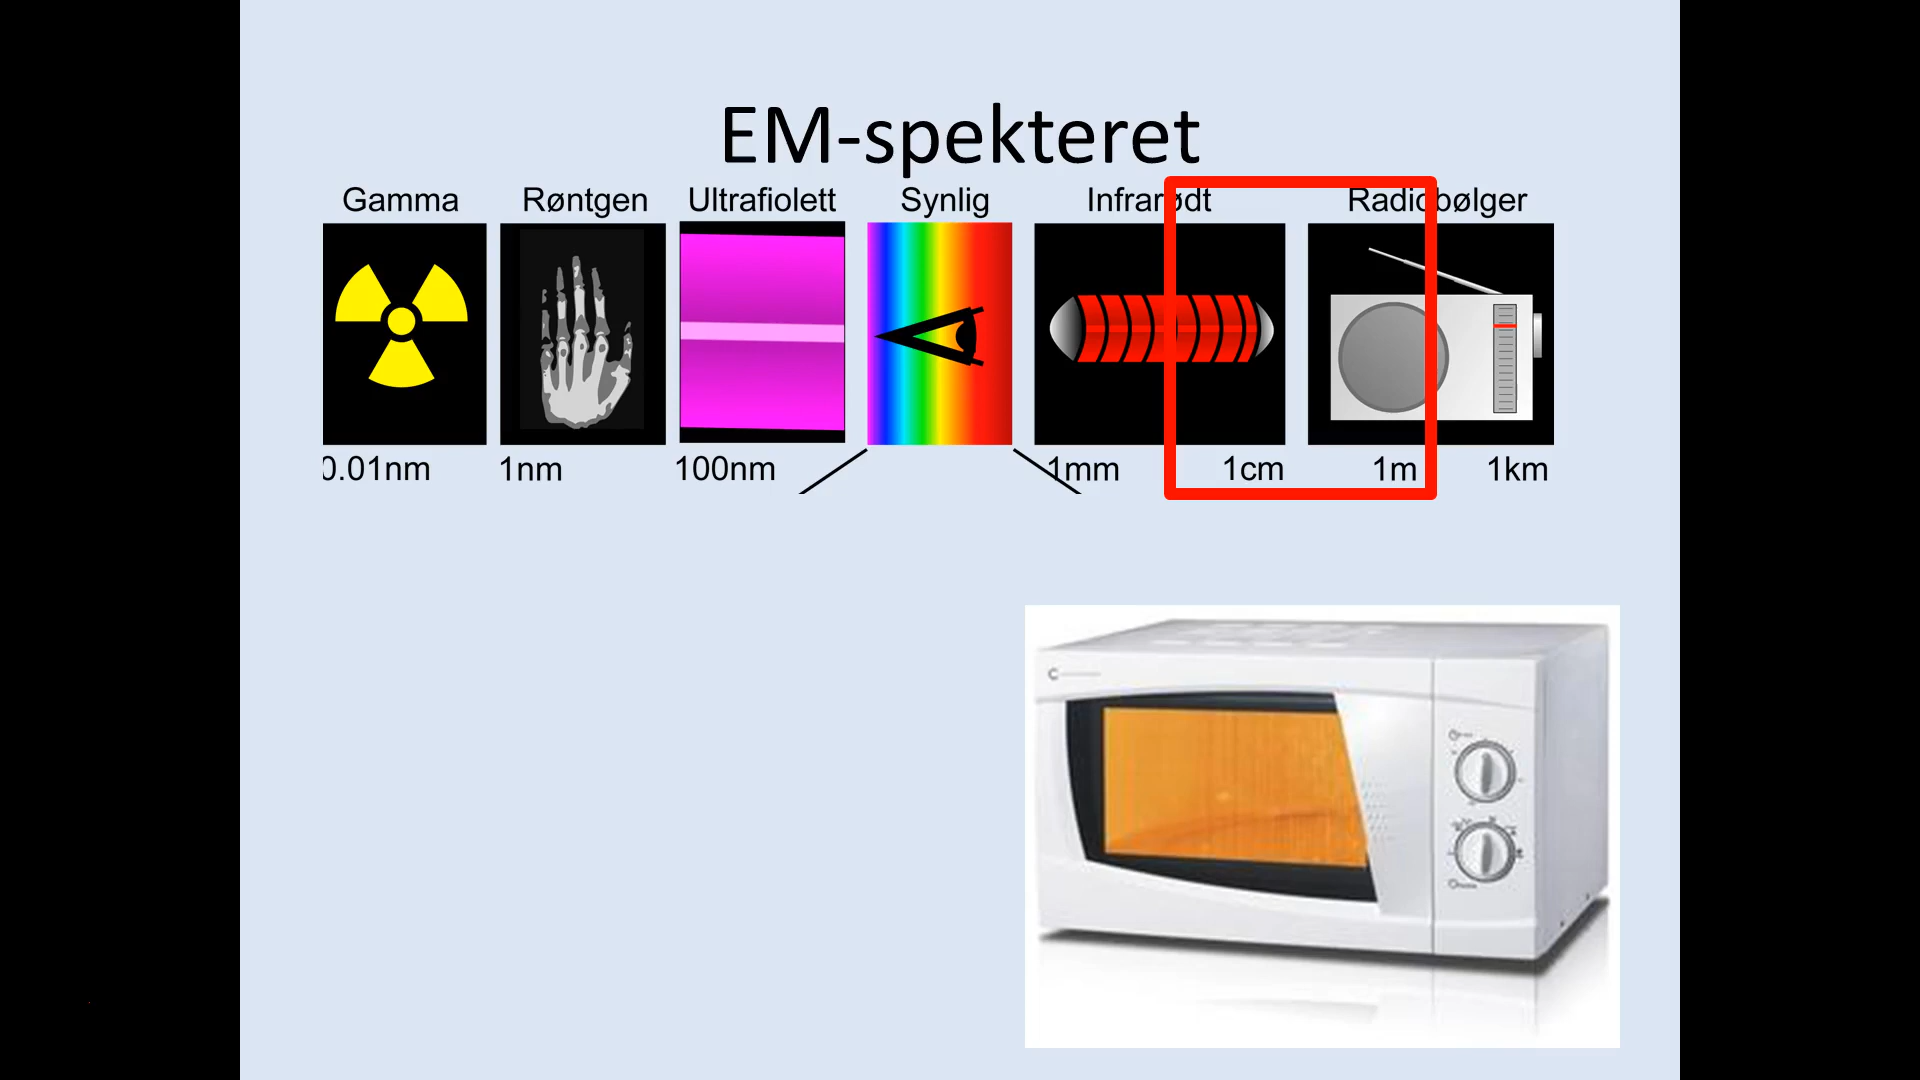 EM-spekteret
Gamma Røntgen Ultrafiolett Synlig Infrarødt Radiobølger
0.01nm 1nm 100nm 1mm 1cm 1m 1km